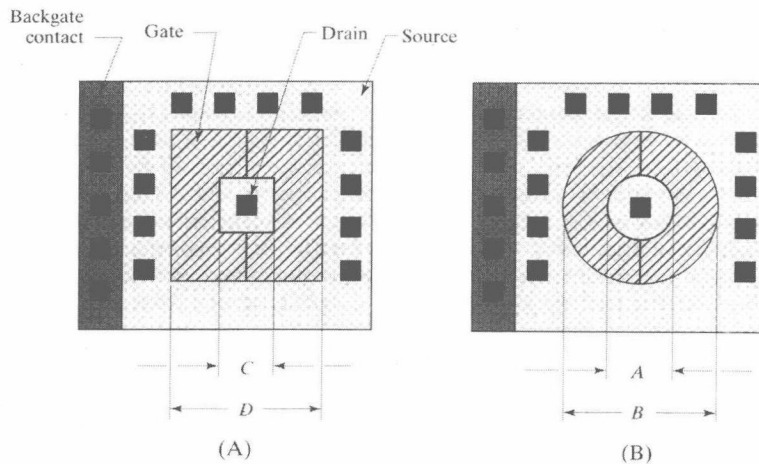 Backgate
contact
Gate
Drain
Source
C
D
(A)
A
B
(B)